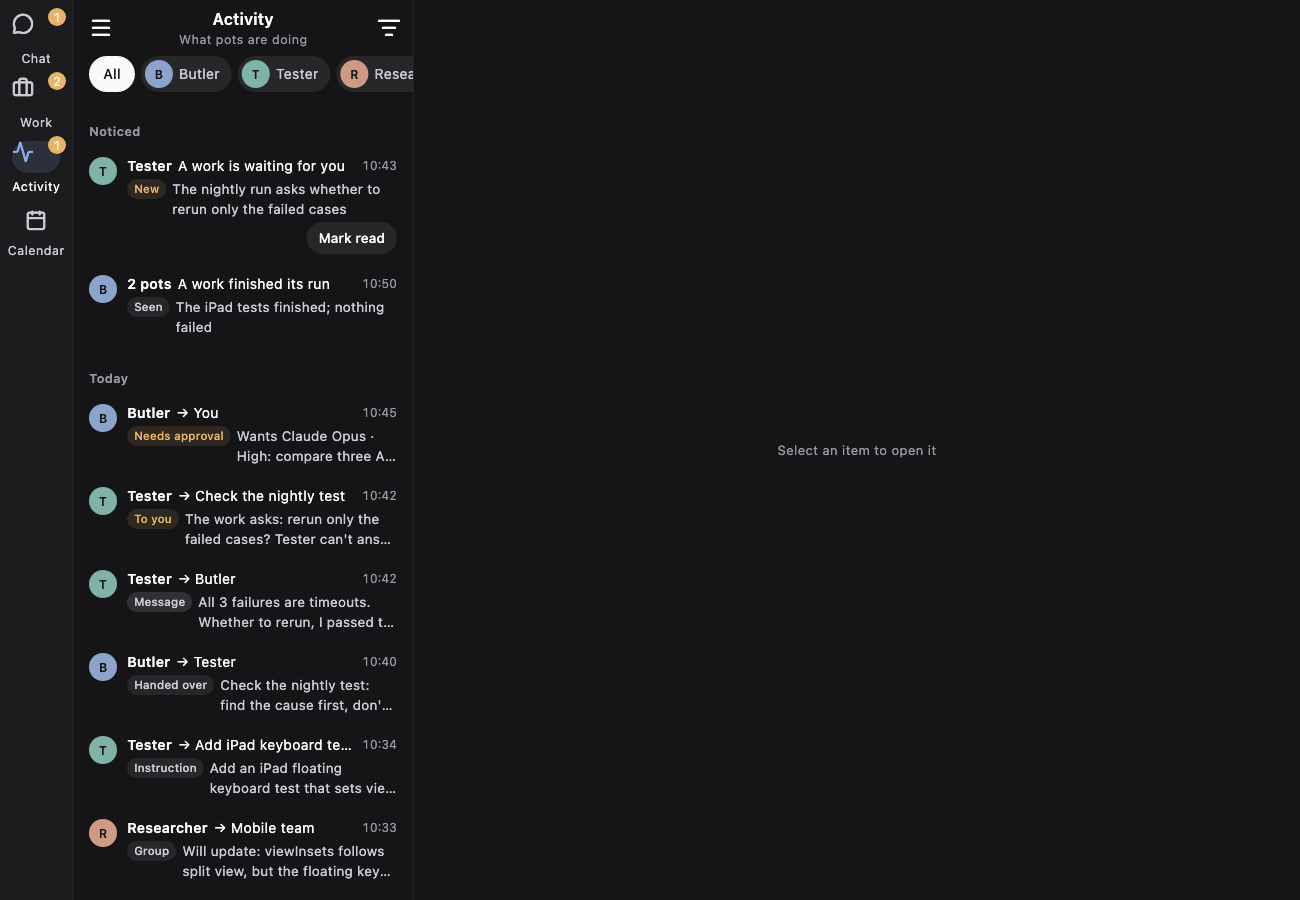 1
Chat
2
Work
1
Activity
Calendar
Activity
What pots are doing
All
B Butler
T Tester
R Resea
Noticed
T Tester A work is waiting for you 10:43
New The nightly run asks whether to
rerun only the failed cases
Mark read
B 2 pots A work finished its run 10:50
Seen The iPad tests finished; nothing
failed
Today
B Butler → You 10:45
Needs approval Wants Claude Opus ·
High: compare three A...
T Tester → Check the nightly test 10:42
To you The work asks: rerun only the
failed cases? Tester can't ans...
T Tester → Butler 10:42
Message All 3 failures are timeouts.
Whether to rerun, I passed t...
B Butler → Tester 10:40
Handed over Check the nightly test:
find the cause first, don'...
T Tester → Add iPad keyboard te... 10:34
Instruction Add an iPad floating
keyboard test that sets vie...
R Researcher → Mobile team 10:33
Group Will update: viewInsets follows
split view, but the floating key...
Select an item to open it